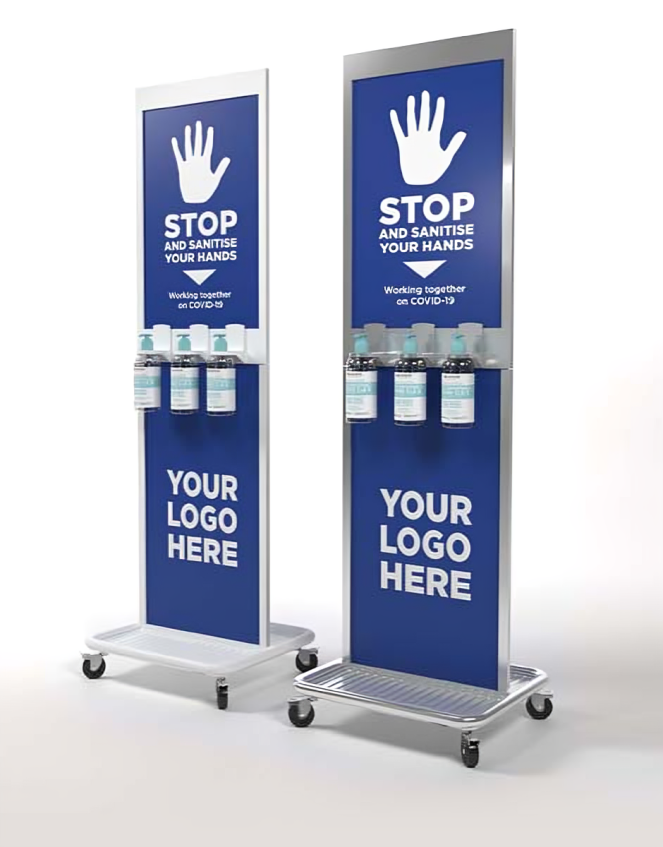 STOP
AND SANITISE
YOUR HANDS
Working together
on COVID-19
YOUR
LOGO
HERE
STOP
AND SANITISE
YOUR HANDS
Working together
on COVID-19
YOUR
LOGO
HERE